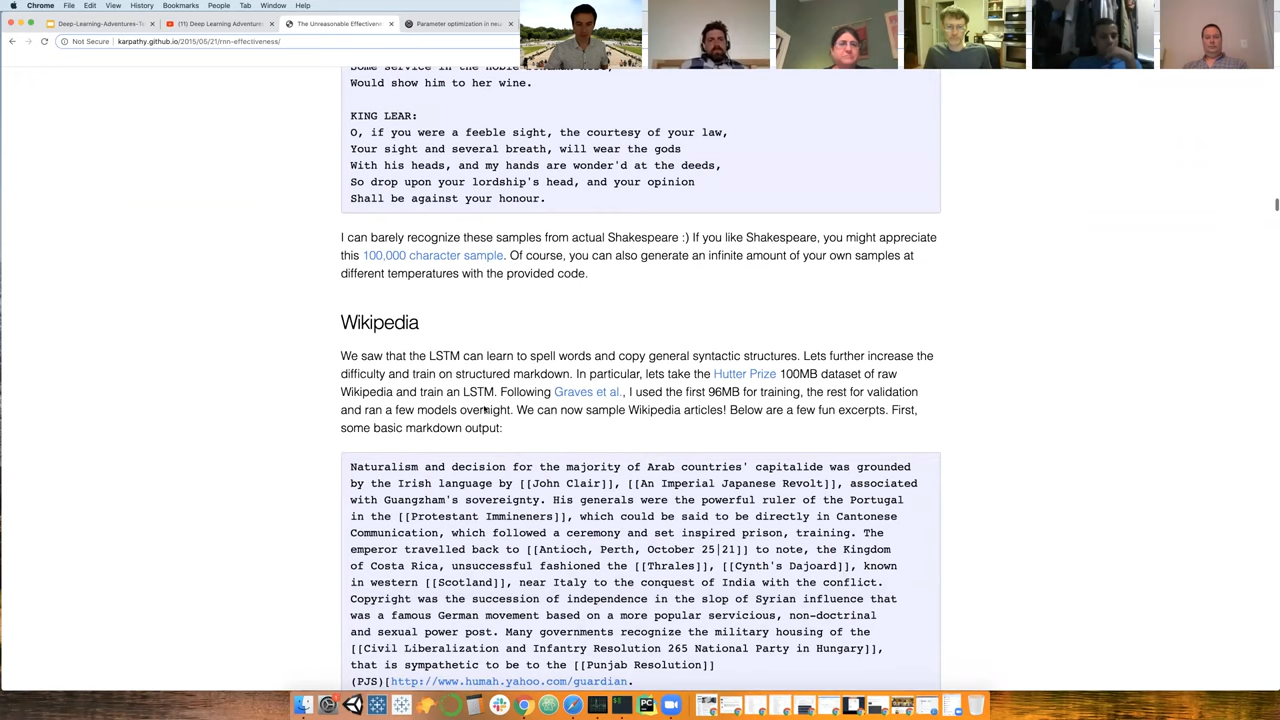 Chrome File Edit View History Bookmarks People Tab Window Help
Deep-Learning-Adventures-Te × (11) Deep Learning Adventures × The Unreasonable Effectivene × Parameter optimization in neu ×
Not Secure | karpathy.github.io/2015/05/21/rnn-effectiveness/
Would show him to her wine.
KING LEAR:
O, if you were a feeble sight, the courtesy of your law,
Your sight and several breath, will wear the gods
With his heads, and my hands are wonder'd at the deeds,
So drop upon your lordship's head, and your opinion
Shall be against your honour.
I can barely recognize these samples from actual Shakespeare :) If you like Shakespeare, you might appreciate
this 100,000 character sample. Of course, you can also generate an infinite amount of your own samples at
different temperatures with the provided code.
Wikipedia
We saw that the LSTM can learn to spell words and copy general syntactic structures. Lets further increase the
difficulty and train on structured markdown. In particular, lets take the Hutter Prize 100MB dataset of raw
Wikipedia and train an LSTM. Following Graves et al., I used the first 96MB for training, the rest for validation
and ran a few models overnight. We can now sample Wikipedia articles! Below are a few fun excerpts. First,
some basic markdown output:
Naturalism and decision for the majority of Arab countries' capitalide was grounded
by the Irish language by [[John Clair]], [[An Imperial Japanese Revolt]], associated
with Guangzham's sovereignty. His generals were the powerful ruler of the Portugal
in the [[Protestant Immineners]], which could be said to be directly in Cantonese
Communication, which followed a ceremony and set inspired prison, training. The
emperor travelled back to [[Antioch, Perth, October 25|21]] to note, the Kingdom
of Costa Rica, unsuccessful fashioned the [[Thrales]], [[Cynth's Dajoard]], known
in western [[Scotland]], near Italy to the conquest of India with the conflict.
Copyright was the succession of independence in the slop of Syrian influence that
was a famous German movement based on a more popular servicious, non-doctrinal
and sexual power post. Many governments recognize the military housing of the
[[Civil Liberalization and Infantry Resolution 265 National Party in Hungary]],
that is sympathetic to be to the [[Punjab Resolution]]
(PJS)[http://www.humah.yahoo.com/guardian.